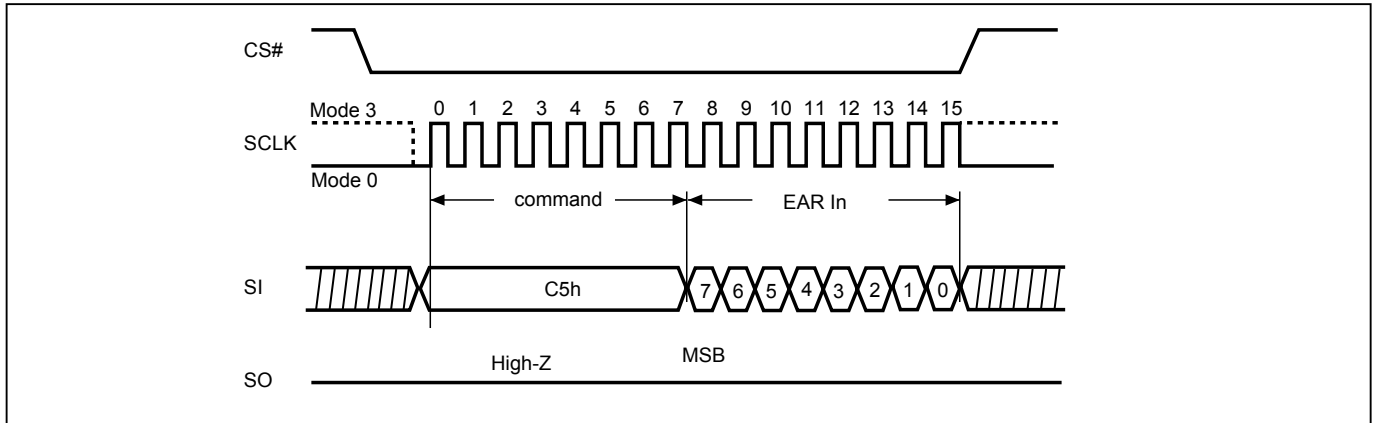 CS#
Mode 3
0 1 2 3 4 5 6 7 8 9 10 11 12 13 14 15
SCLK
Mode 0
command
EAR In
SI
C5h
7 6 5 4 3 2 1 0
High-Z
MSB
SO